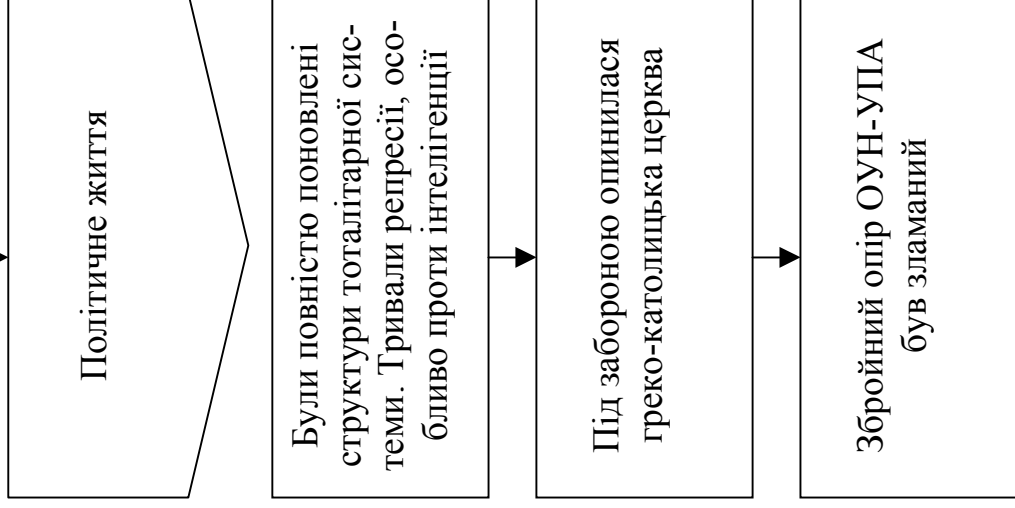 Політичне життя
Були повністю поновлені
структури тоталітарної сис-
теми. Тривали репресії, осо-
бливо проти інтелігенції
Під забороною опинилася
греко-католицька церква
Збройний опір ОУН-УПА
був зламаний